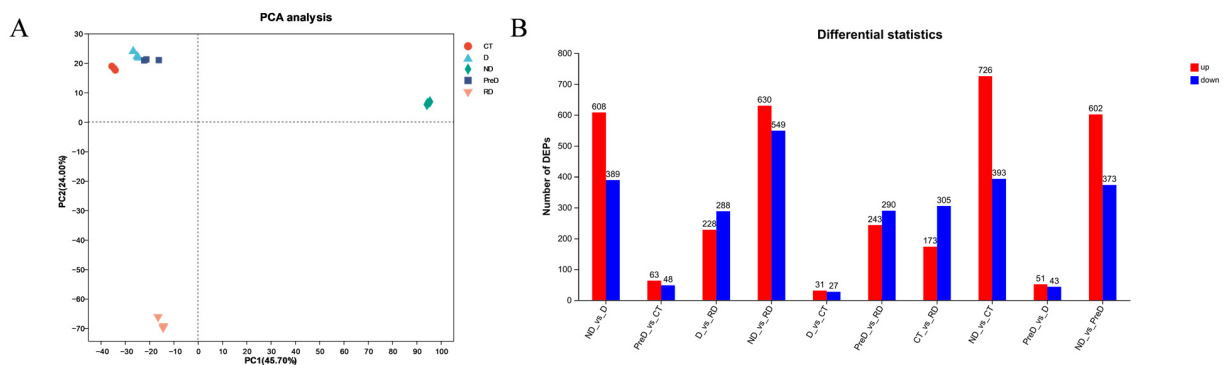 A
PCA analysis
30
20
10
0
−10
−20
−30
−40
−50
−60
−70
PC2(24.00%)
−40 −30 −20 −10 0 10 20 30 40 50 60 70 80 90 100
PC1(45.70%)
CT
D
ND
PreD
RD
B
Differential statistics
up
down
800
700
600
500
400
300
200
100
0
Number of DEPs
608 389 63 48 228 288 630 549 31 27 243 290 173 305 726 393 51 43 602 373
ND_vs_D PreD_vs_CT D_vs_RD ND_vs_RD D_vs_CT PreD_vs_RD CT_vs_RD ND_vs_CT PreD_vs_D ND_vs_PreD